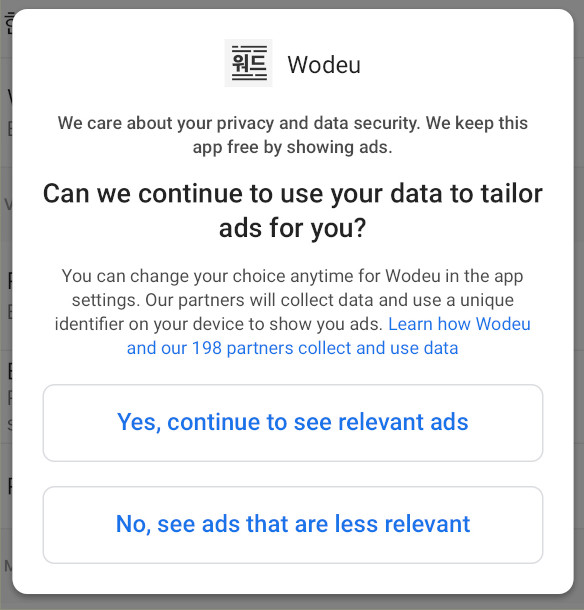 워드
Wodeu
We care about your privacy and data security. We keep this
app free by showing ads.
Can we continue to use your data to tailor
ads for you?
You can change your choice anytime for Wodeu in the app
settings. Our partners will collect data and use a unique
identifier on your device to show you ads. Learn how Wodeu
and our 198 partners collect and use data
Yes, continue to see relevant ads
No, see ads that are less relevant